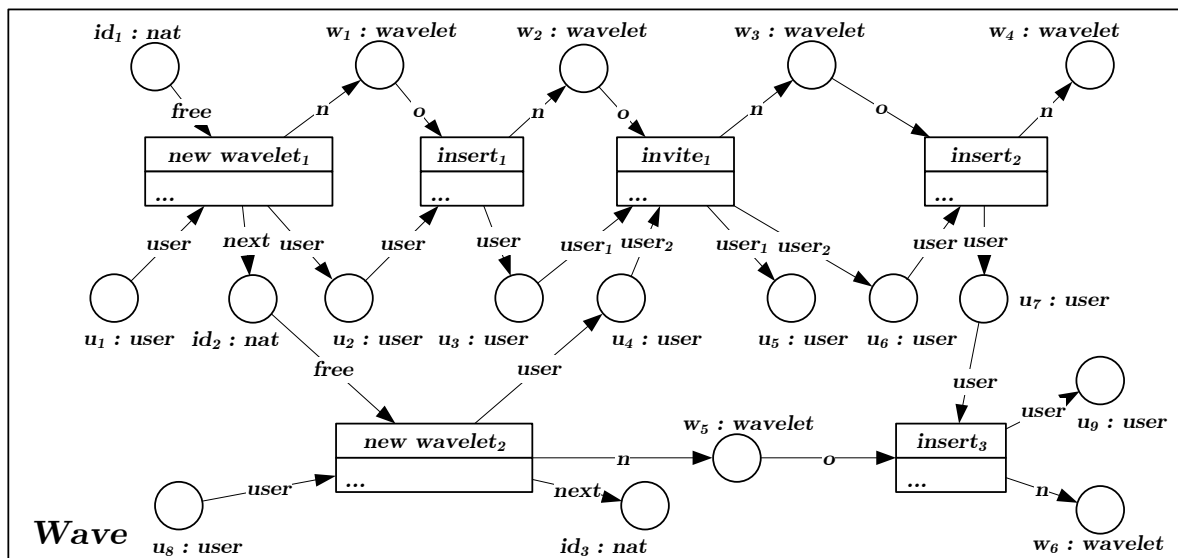 id₁ : nat
w₁ : wavelet
w₂ : wavelet
w₃ : wavelet
w₄ : wavelet
free
n
o
n
o
n
o
n
new wavelet₁
...
insert₁
...
invite₁
...
insert₂
...
user
next
user
user
user
user₁
user₂
user₁
user₂
user
user
u₁ : user
id₂ : nat
u₂ : user
u₃ : user
u₄ : user
u₅ : user
u₆ : user
u₇ : user
free
user
user
new wavelet₂
...
w₅ : wavelet
insert₃
...
user
u₉ : user
user
n
next
o
n
u₈ : user
id₃ : nat
w₆ : wavelet
Wave